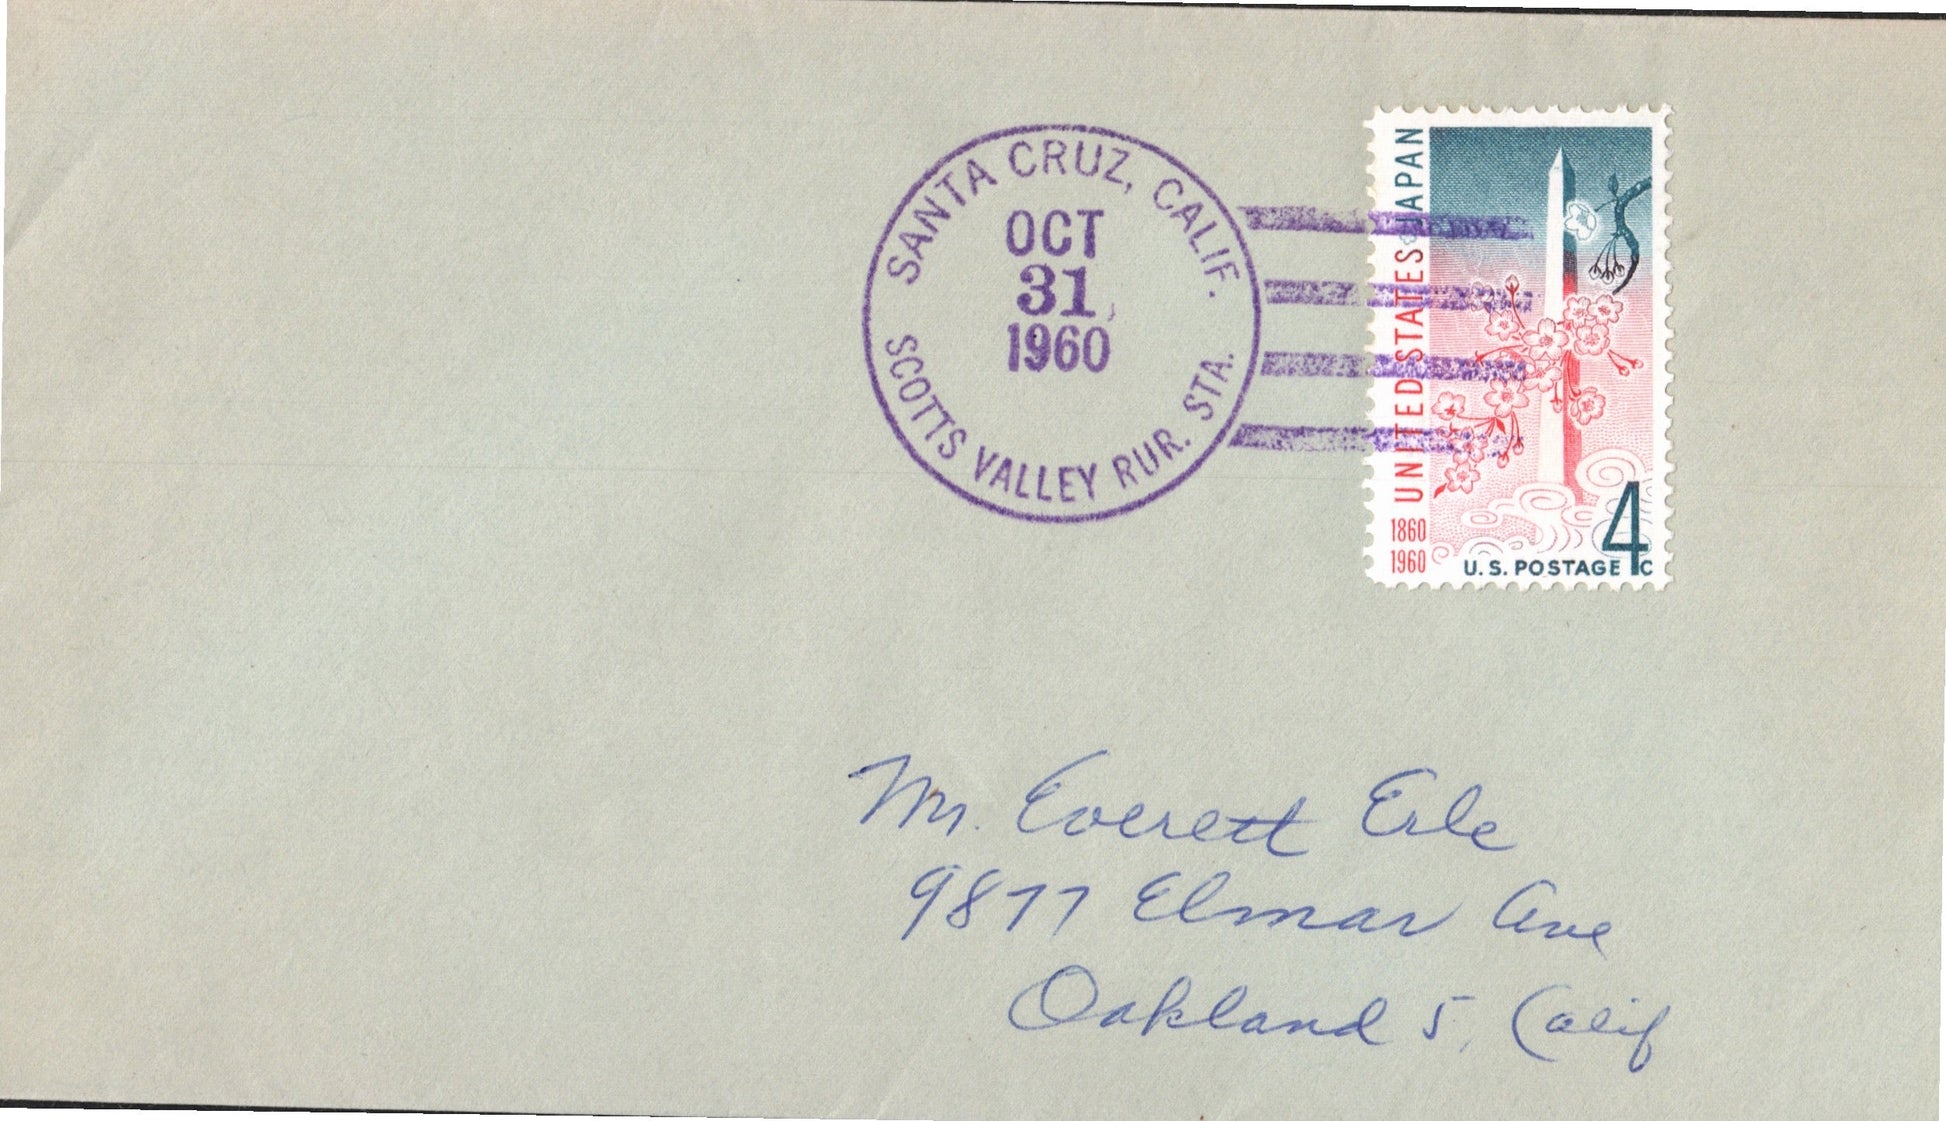 SANTA CRUZ, CALIF.
OCT
31
1960
SCOTTS VALLEY RUR. STA.
UNITED STATES JAPAN
1860
1960
U.S. POSTAGE 4c
Mr. Everett Erle
9877 Elmar Ave
Oakland 5, Calif